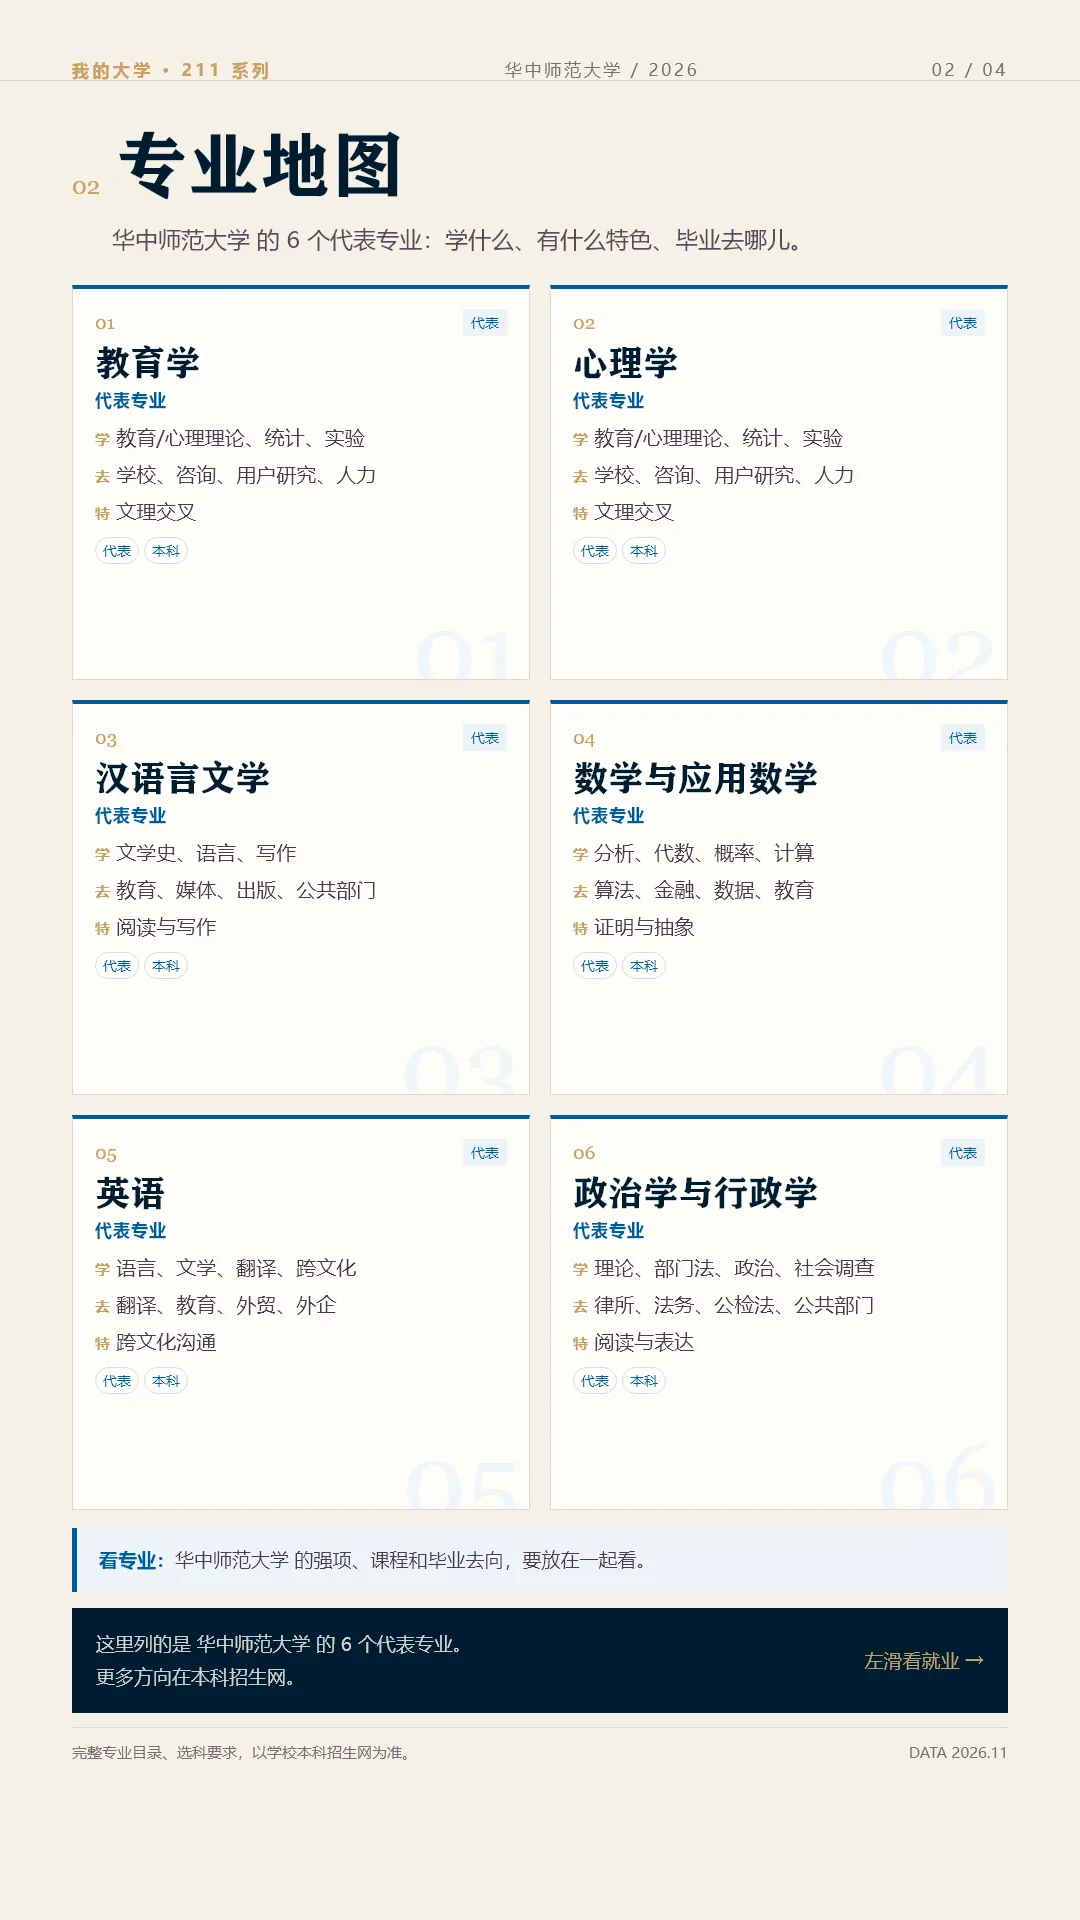 我的大学 • 211 系列
华中师范大学 / 2026
02 / 04
02 专业地图
华中师范大学 的 6 个代表专业：学什么、有什么特色、毕业去哪儿。
01
代表
教育学
代表专业
学 教育/心理理论、统计、实验
去 学校、咨询、用户研究、人力
特 文理交叉
代表 本科
01
02
代表
心理学
代表专业
学 教育/心理理论、统计、实验
去 学校、咨询、用户研究、人力
特 文理交叉
代表 本科
02
03
代表
汉语言文学
代表专业
学 文学史、语言、写作
去 教育、媒体、出版、公共部门
特 阅读与写作
代表 本科
03
04
代表
数学与应用数学
代表专业
学 分析、代数、概率、计算
去 算法、金融、数据、教育
特 证明与抽象
代表 本科
04
05
代表
英语
代表专业
学 语言、文学、翻译、跨文化
去 翻译、教育、外贸、外企
特 跨文化沟通
代表 本科
05
06
代表
政治学与行政学
代表专业
学 理论、部门法、政治、社会调查
去 律所、法务、公检法、公共部门
特 阅读与表达
代表 本科
06
看专业：华中师范大学 的强项、课程和毕业去向，要放在一起看。
这里列的是 华中师范大学 的 6 个代表专业。
更多方向在本科招生网。
左滑看就业 →
完整专业目录、选科要求，以学校本科招生网为准。
DATA 2026.11